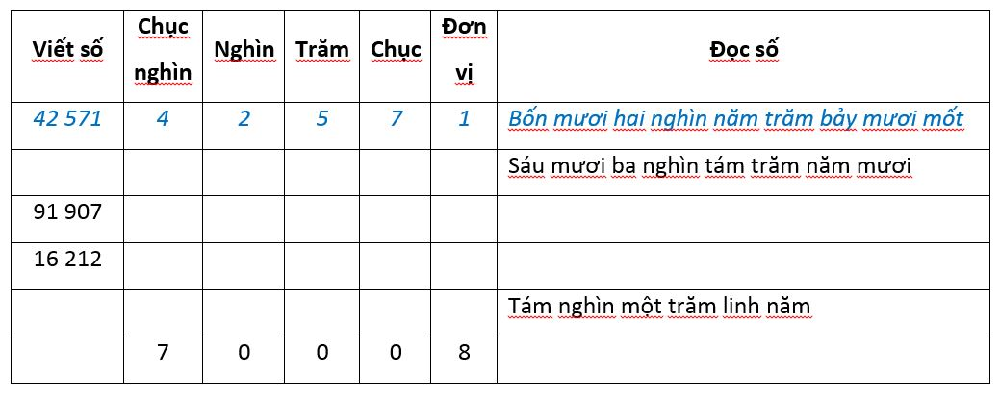 Viết số Chục nghìn Nghìn Trăm Chục Đơn vị Đọc số
42 571 4 2 5 7 1 Bốn mươi hai nghìn năm trăm bảy mươi mốt
Sáu mươi ba nghìn tám trăm năm mươi
91 907
16 212
Tám nghìn một trăm linh năm
7 0 0 0 8